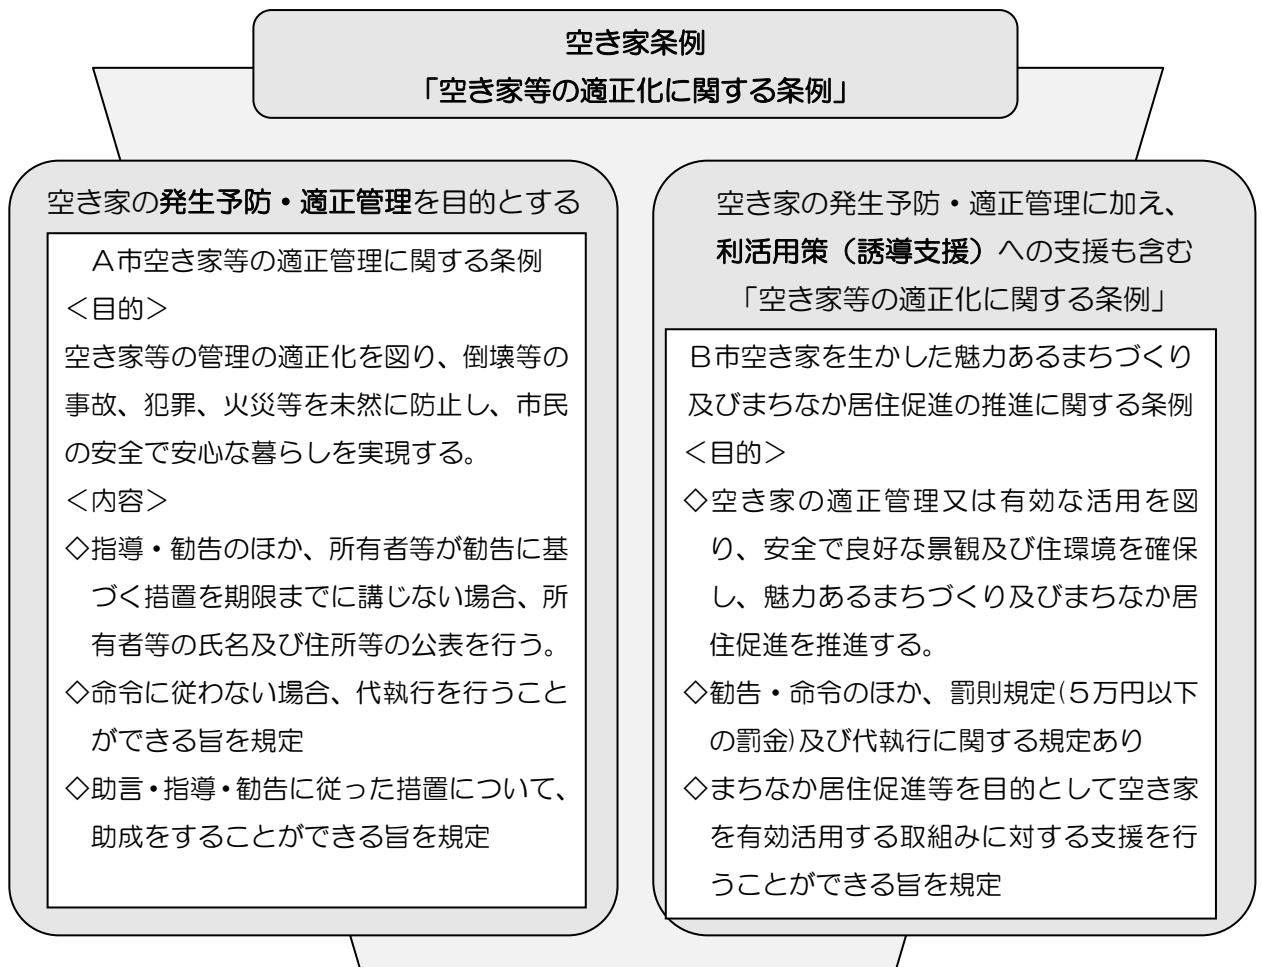 空き家条例
「空き家等の適正化に関する条例」
空き家の発生予防・適正管理を目的とする
A市空き家等の適正管理に関する条例
＜目的＞
空き家等の管理の適正化を図り、倒壊等の
事故、犯罪、火災等を未然に防止し、市民
の安全で安心な暮らしを実現する。
＜内容＞
◇指導・勧告のほか、所有者等が勧告に基
づく措置を期限までに講じない場合、所
有者等の氏名及び住所等の公表を行う。
◇命令に従わない場合、代執行を行うこと
ができる旨を規定
◇助言・指導・勧告に従った措置について、
助成をすることができる旨を規定
空き家の発生予防・適正管理に加え、
利活用策（誘導支援）への支援も含む
「空き家等の適正化に関する条例」
B市空き家を生かした魅力あるまちづくり
及びまちなか居住促進の推進に関する条例
＜目的＞
◇空き家の適正管理又は有効な活用を図
り、安全で良好な景観及び住環境を確保
し、魅力あるまちづくり及びまちなか居
住促進を推進する。
◇勧告・命令のほか、罰則規定(５万円以下
の罰金)及び代執行に関する規定あり
◇まちなか居住促進等を目的として空き家
を有効活用する取組みに対する支援を行
うことができる旨を規定